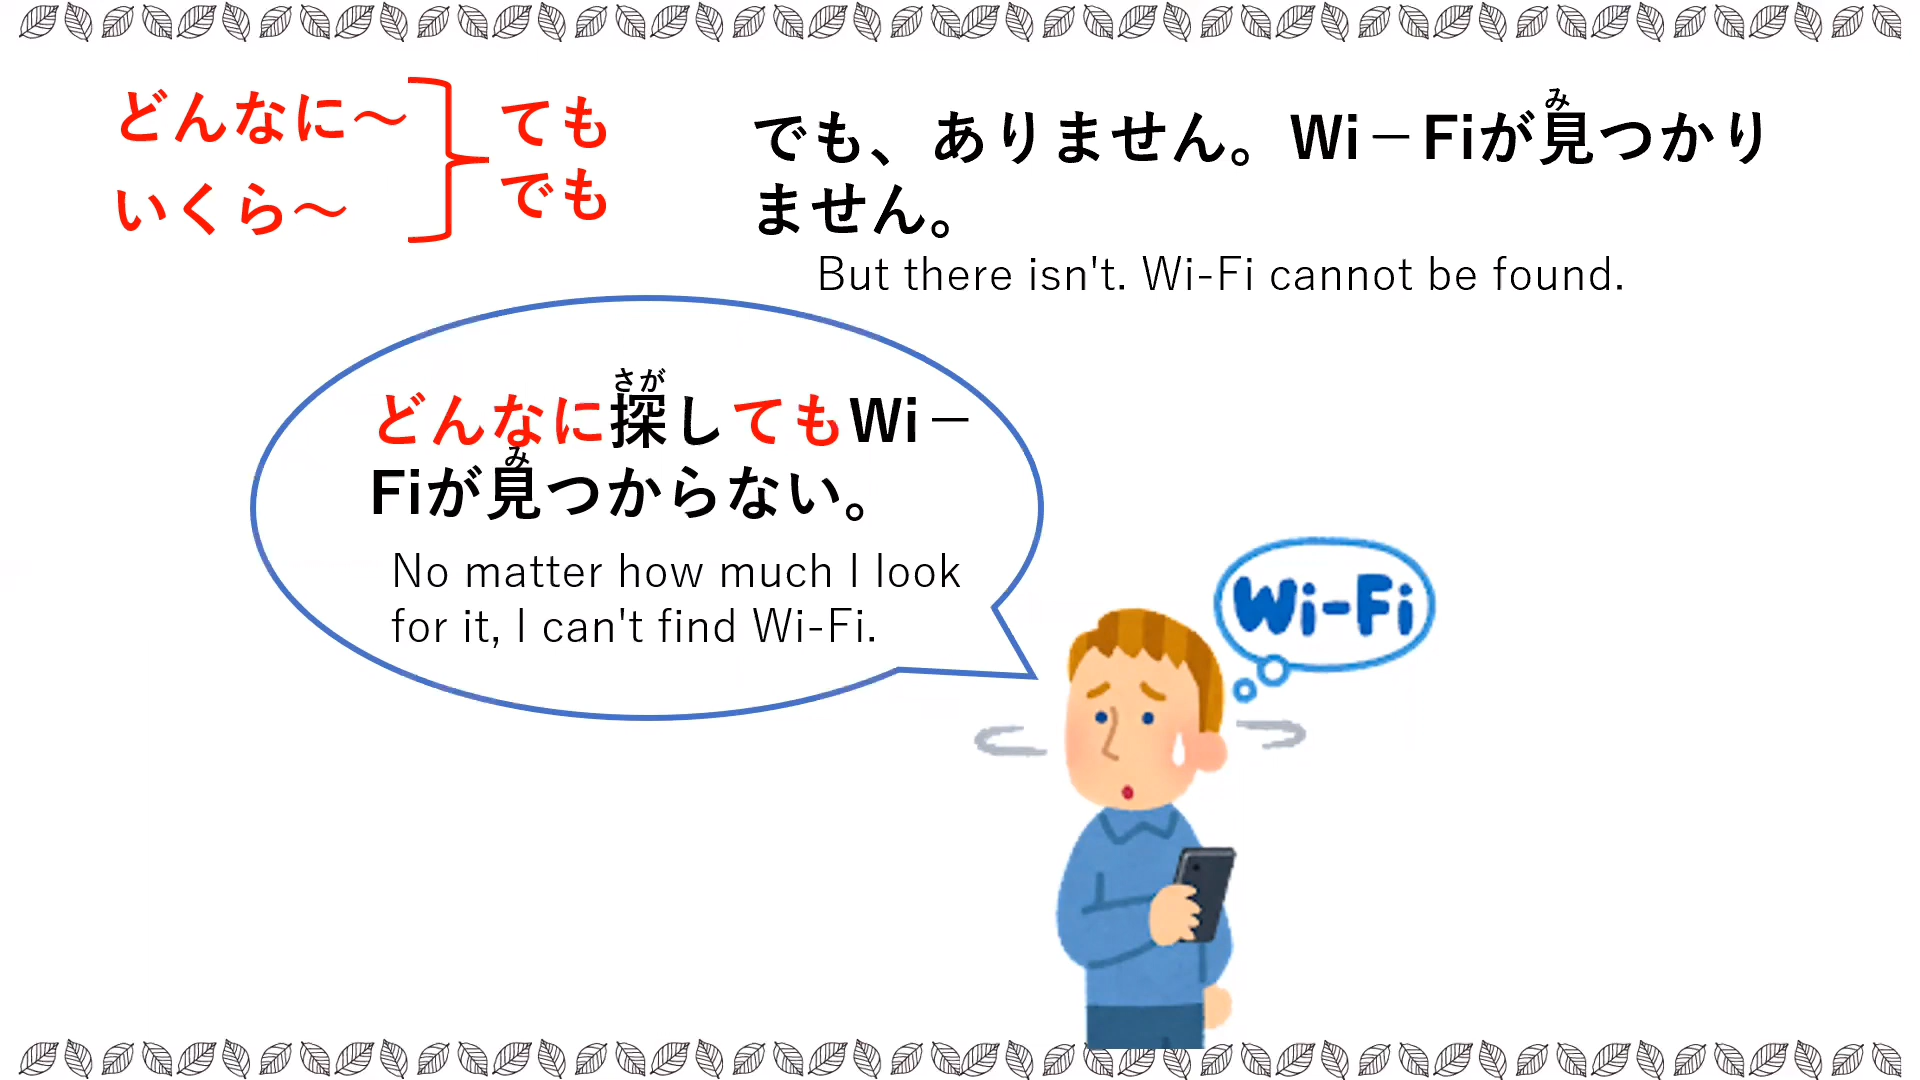 どんなに～
いくら～
ても
でも
でも、ありません。Wi－Fiが見つかり
ません。
み
But there isn't. Wi-Fi cannot be found.
さが
どんなに探してもWi－
み
Fiが見つからない。
No matter how much I look
for it, I can't find Wi-Fi.
Wi-Fi